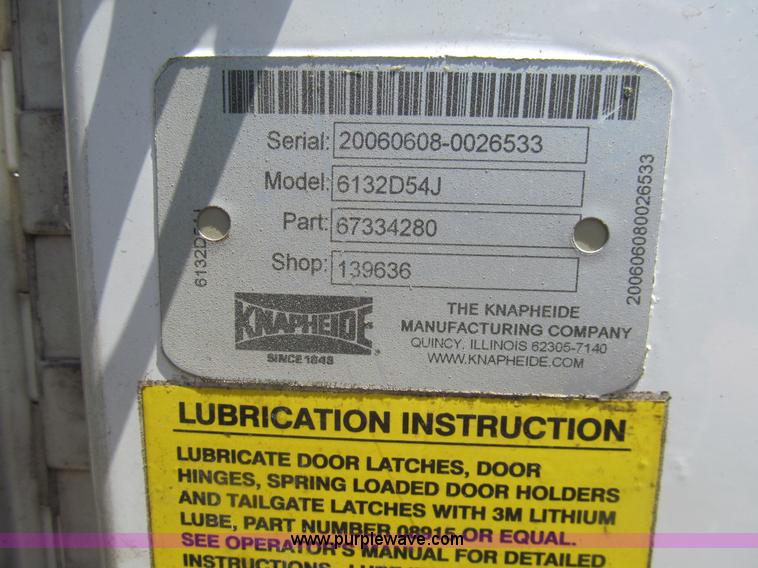 Serial: 20060608-0026533
Model: 6132D54J
Part: 67334280
Shop: 139636
6132D54J
200606080026533
KNAPHEIDE
SINCE 1848
THE KNAPHEIDE
MANUFACTURING COMPANY
QUINCY, ILLINOIS 62305-7140
WWW.KNAPHEIDE.COM
LUBRICATION INSTRUCTION
LUBRICATE DOOR LATCHES, DOOR
HINGES, SPRING LOADED DOOR HOLDERS
AND TAILGATE LATCHES WITH 3M LITHIUM
LUBE, PART NUMBER 08915 OR EQUAL.
SEE OPERATOR'S MANUAL FOR DETAILED
www.purplewave.com
INSTRUCTIONS.